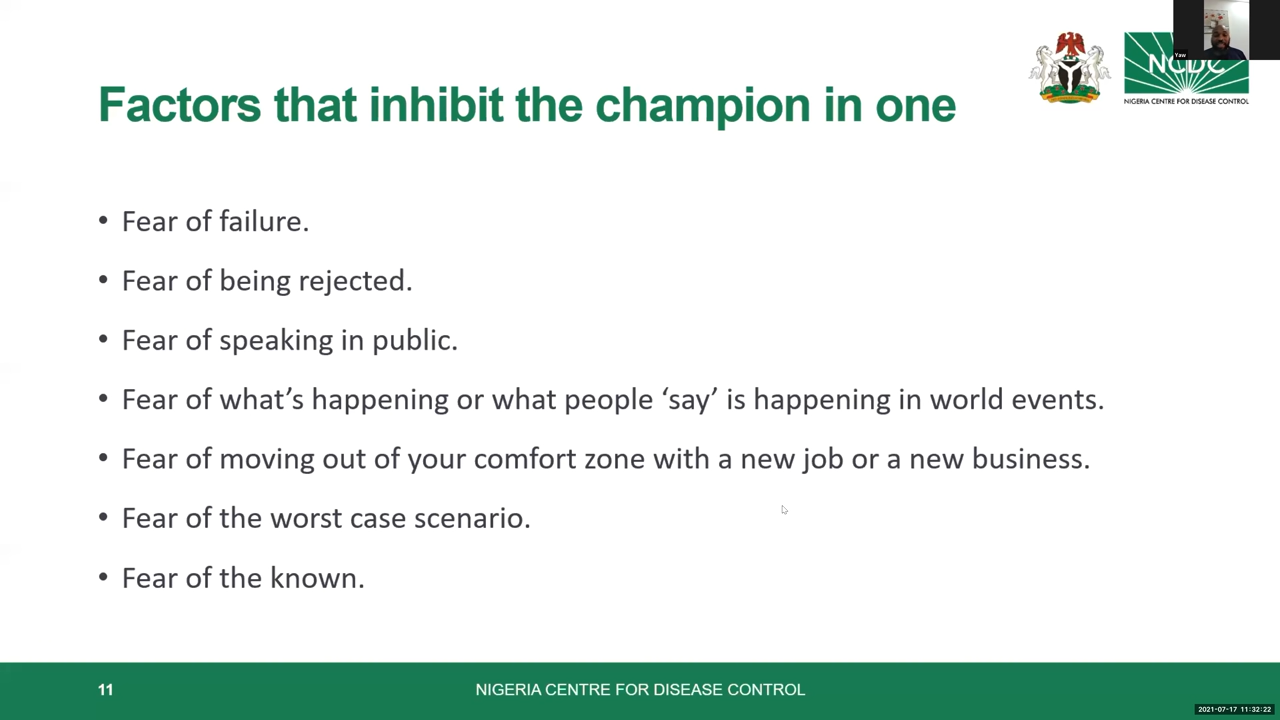 Yaw
NCDC
NIGERIA CENTRE FOR DISEASE CONTROL
Factors that inhibit the champion in one
• Fear of failure.
• Fear of being rejected.
• Fear of speaking in public.
• Fear of what’s happening or what people ‘say’ is happening in world events.
• Fear of moving out of your comfort zone with a new job or a new business.
• Fear of the worst case scenario.
• Fear of the known.
11
NIGERIA CENTRE FOR DISEASE CONTROL
2021-07-17 11:32:22